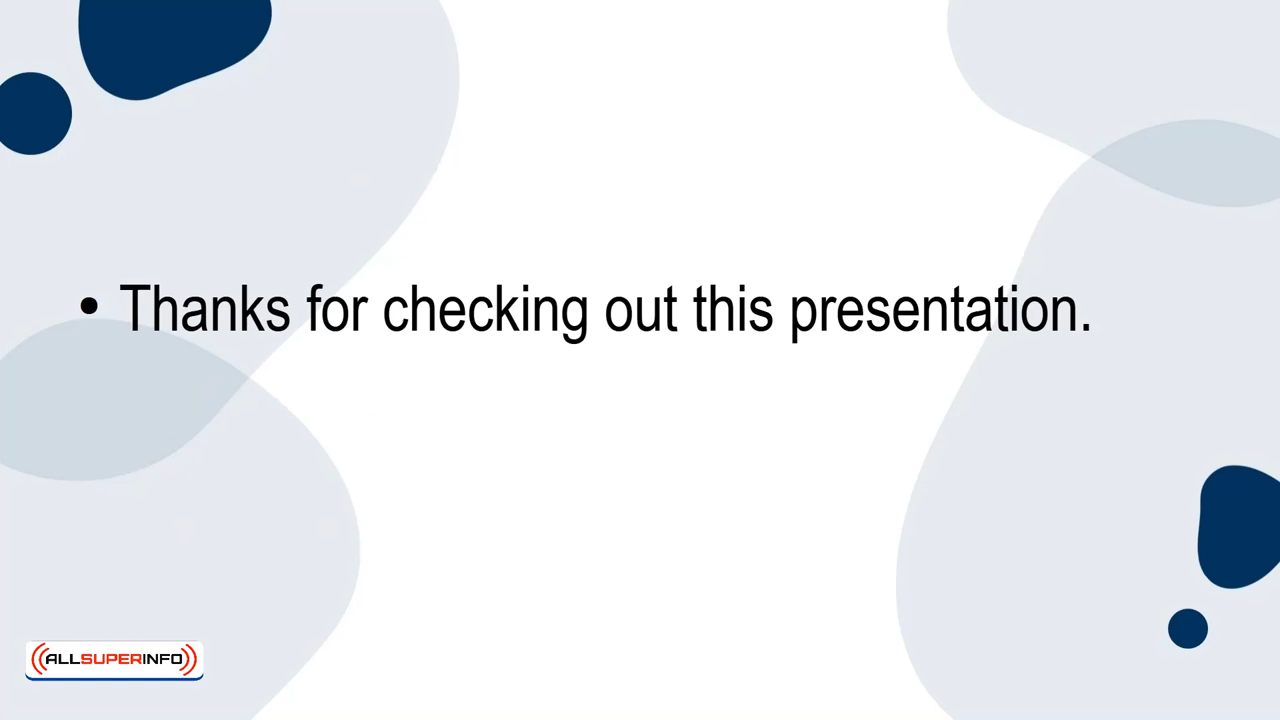 • Thanks for checking out this presentation.
ALLSUPERINFO